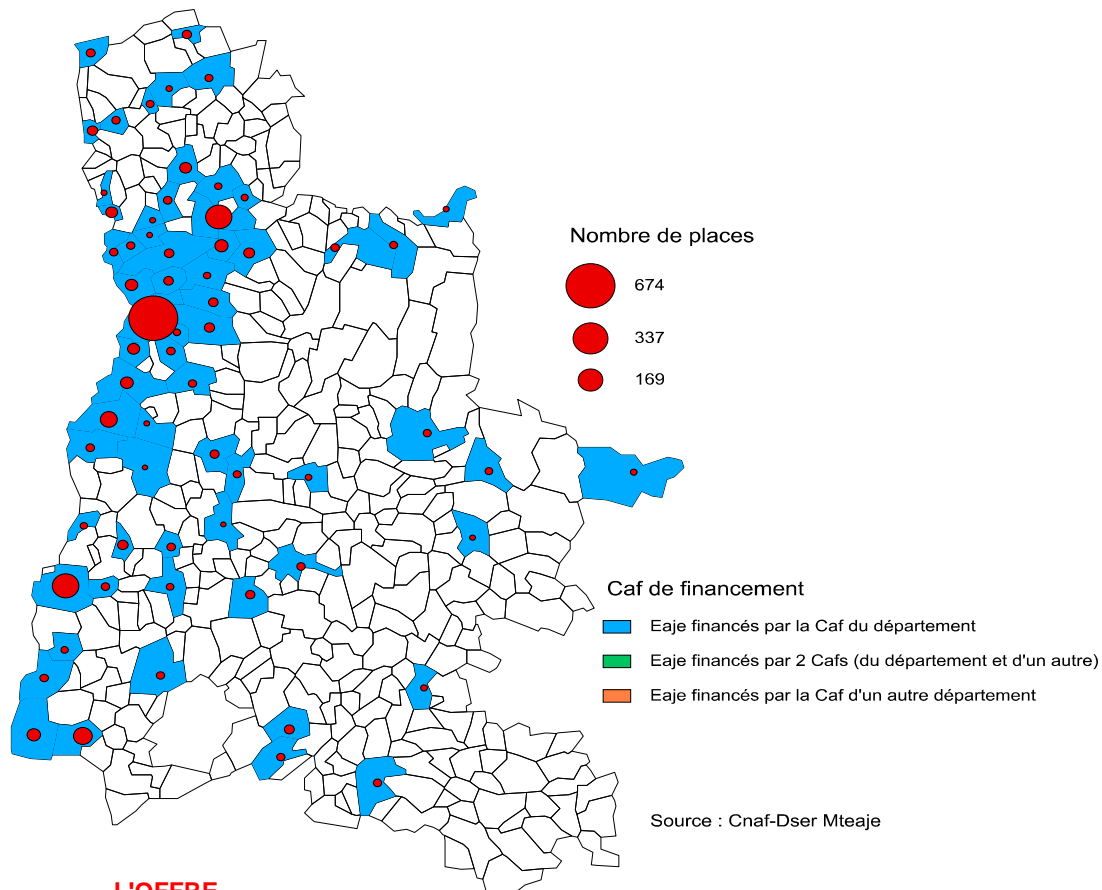 Nombre de places
674
337
169
Caf de financement
Eaje financés par la Caf du département
Eaje financés par 2 Cafs (du département et d'un autre)
Eaje financés par la Caf d'un autre département
Source : Cnaf-Dser Mteaje
L'OFFRE